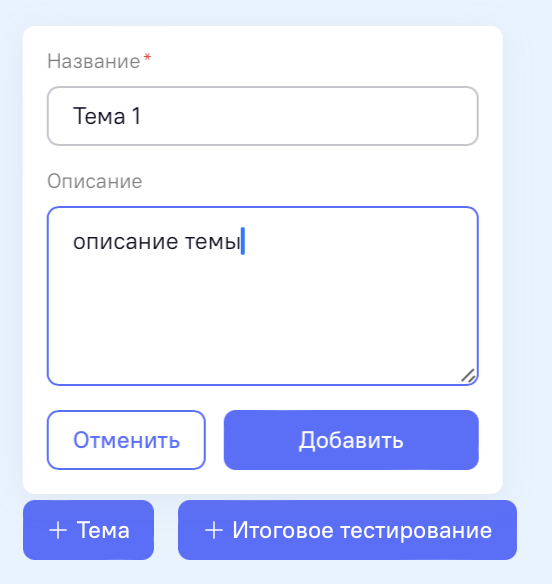 Название*
Тема 1
Описание
описание темы
Отменить Добавить
+ Тема + Итоговое тестирование